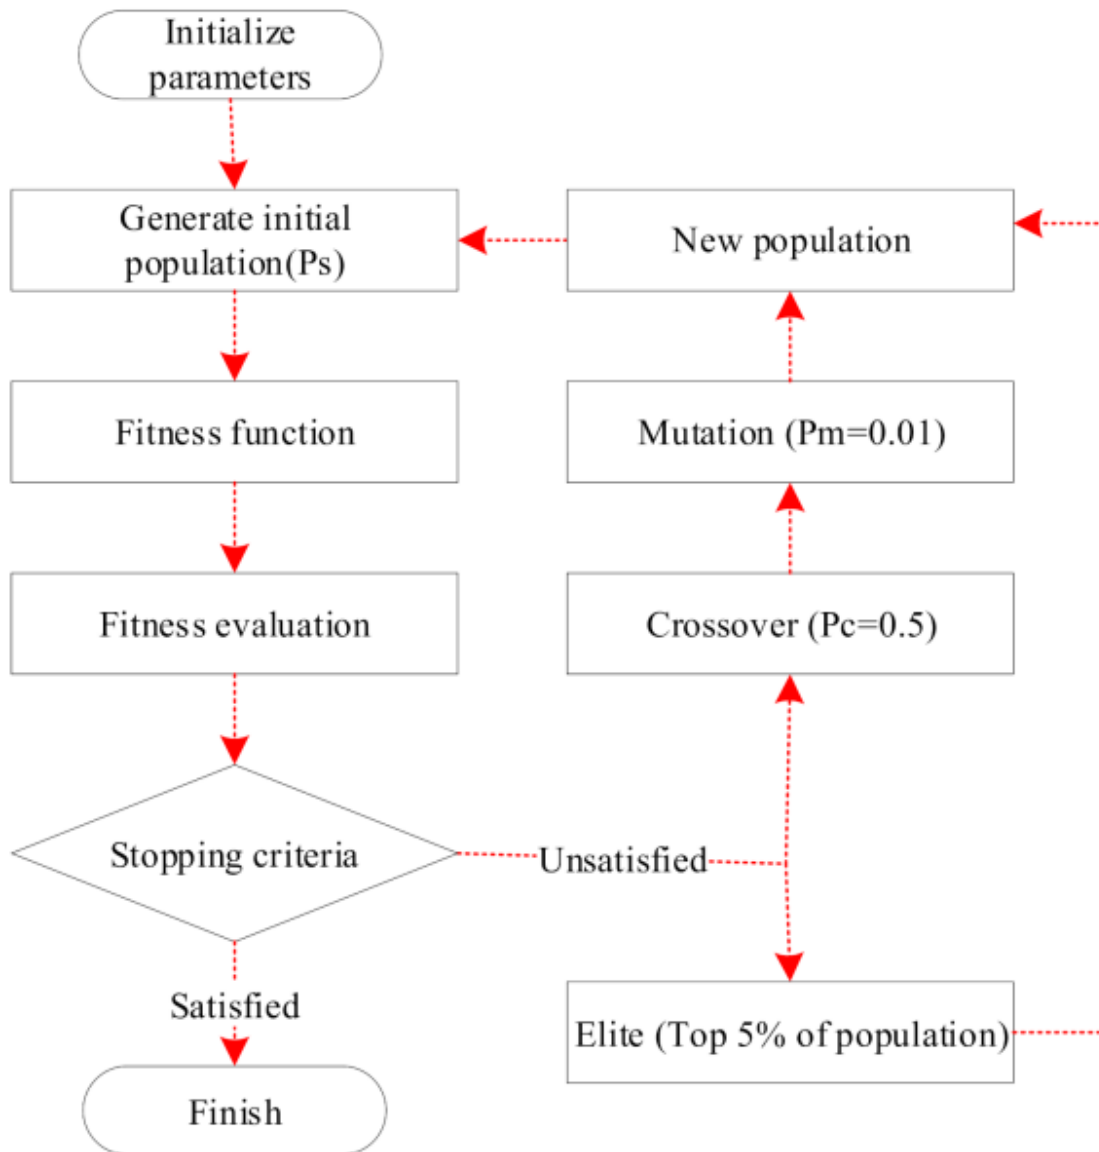 Initialize
parameters
Generate initial
population(Ps)
New population
Fitness function
Mutation (Pm=0.01)
Fitness evaluation
Crossover (Pc=0.5)
Stopping criteria
Unsatisfied
Satisfied
Elite (Top 5% of population)
Finish